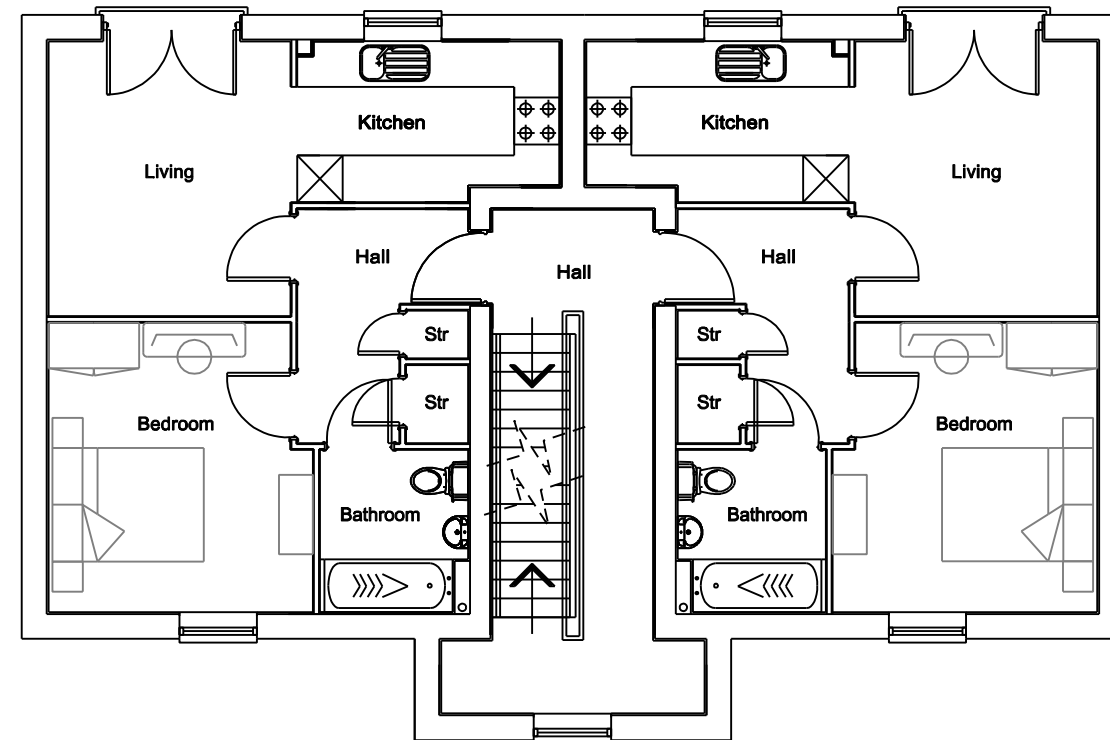 Kitchen
Kitchen
Living
Living
Hall
Hall
Hall
Str
Str
Str
Str
Bedroom
Bedroom
Bathroom
Bathroom